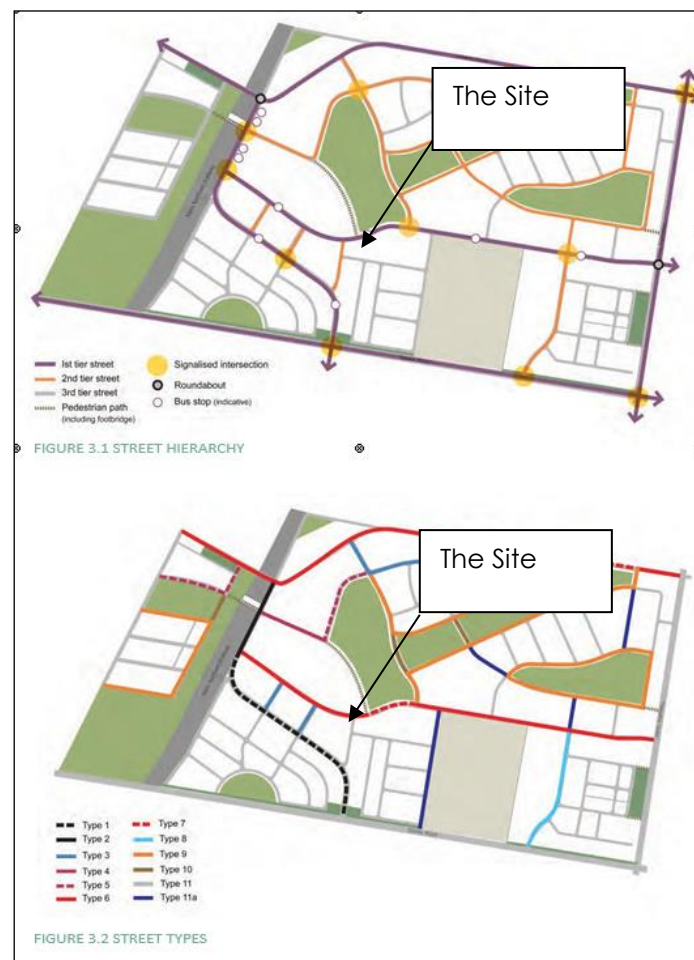 The Site
1st tier street
2nd tier street
3rd tier street
Pedestrian path
(including footbridge)
Signalised intersection
Roundabout
Bus stop (indicative)
FIGURE 3.1 STREET HIERARCHY
The Site
Type 1
Type 2
Type 3
Type 4
Type 5
Type 6
Type 7
Type 8
Type 9
Type 10
Type 11
Type 11a
FIGURE 3.2 STREET TYPES